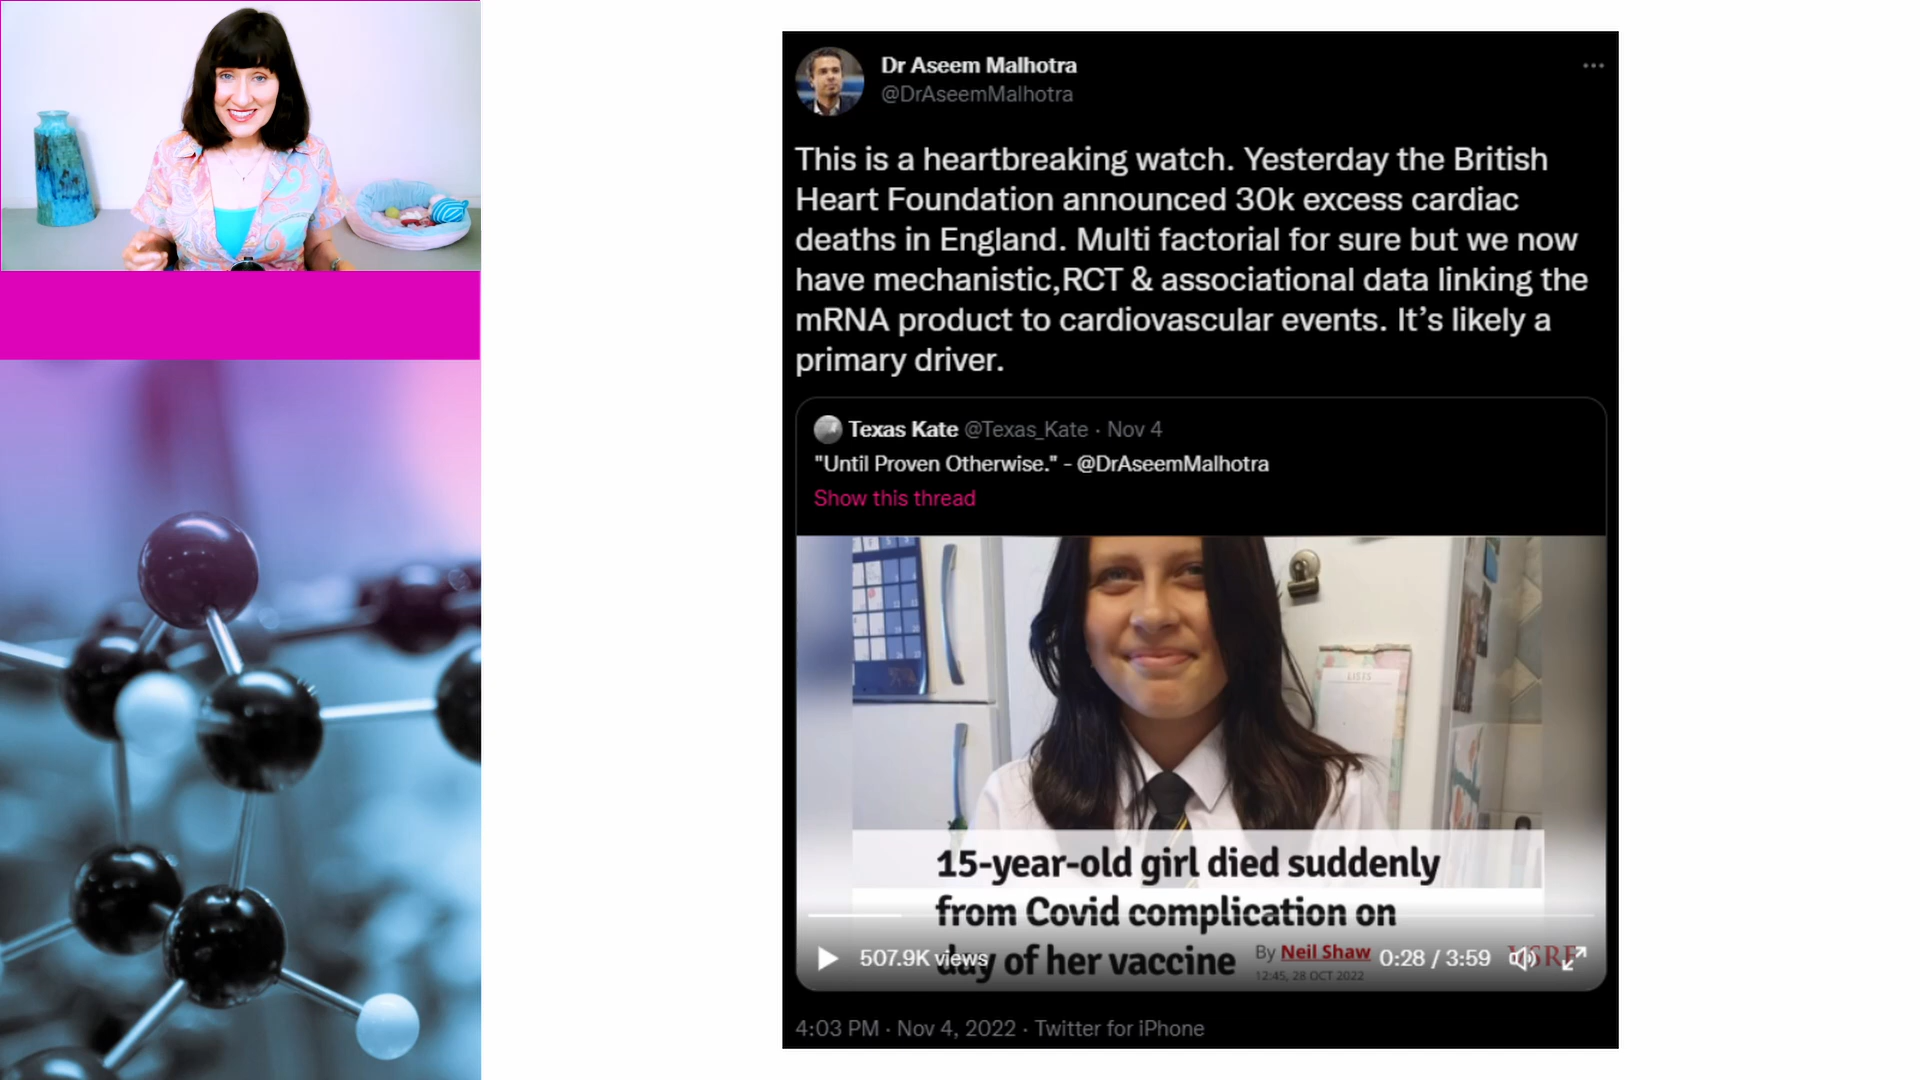 Dr Aseem Malhotra
@DrAseemMalhotra
This is a heartbreaking watch. Yesterday the British
Heart Foundation announced 30k excess cardiac
deaths in England. Multi factorial for sure but we now
have mechanistic,RCT & associational data linking the
mRNA product to cardiovascular events. It’s likely a
primary driver.
Texas Kate @Texas_Kate · Nov 4
"Until Proven Otherwise." - @DrAseemMalhotra
Show this thread
LISTS
15-year-old girl died suddenly
from Covid complication on
day of her vaccine
By Neil Shaw
12:45, 28 OCT 2022
507.9K views
0:28 / 3:59
4:03 PM · Nov 4, 2022 · Twitter for iPhone